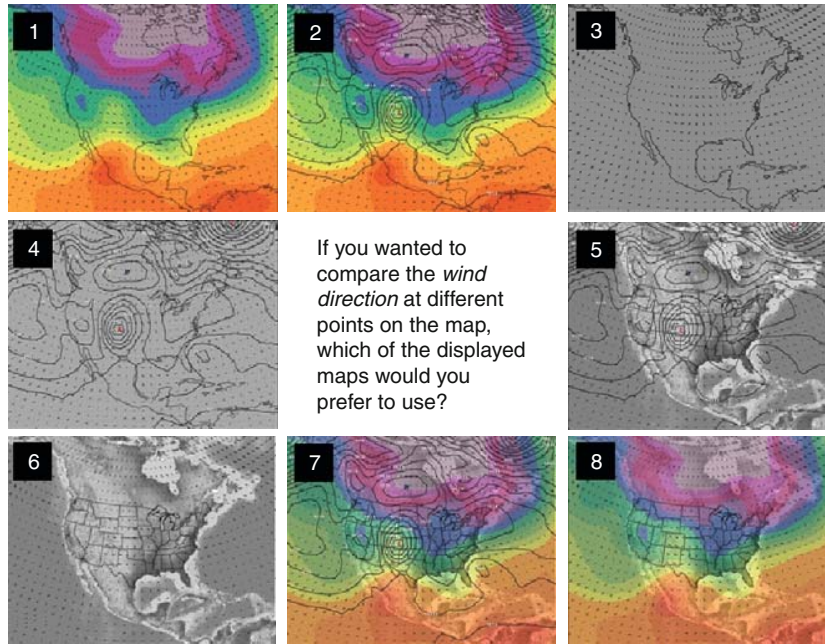 1
2
3
4
If you wanted to
compare the wind
direction at different
points on the map,
which of the displayed
maps would you
prefer to use?
5
6
7
8